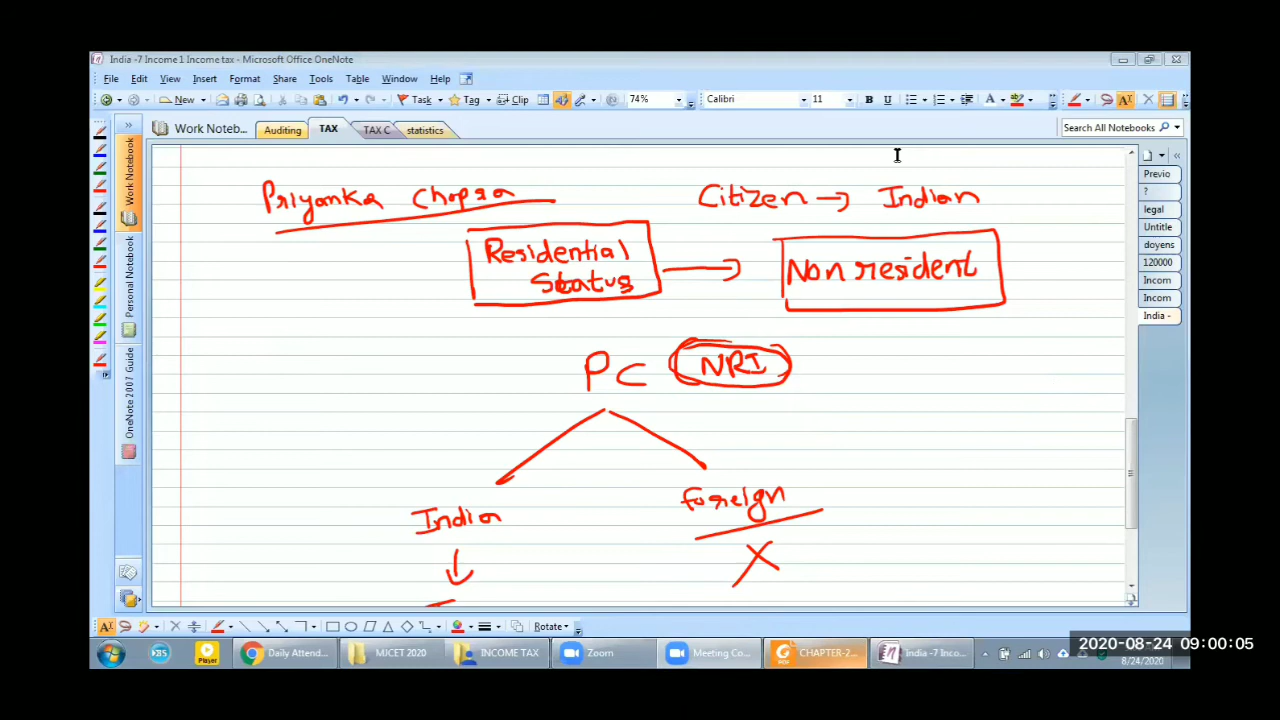 India -7 Income 1 Income tax - Microsoft Office OneNote
File Edit View Insert Format Share Tools Table Window Help
New Task Tag Clip 74% Calibri 11 B U A
Work Noteb... Auditing TAX TAX C statistics Search All Notebooks
Work Notebook
Personal Notebook
OneNote 2007 Guide
Previo
?
legal
Untitle
doyens
120000
Incom
Incom
India -
Priyanka Chopra Citizen → Indian
Residential Status → Non resident
PC NRI
India foreign
↓ X
Rotate
Daily Attend... MJCET 2020 INCOME TAX Zoom Meeting Co... CHAPTER-2... India -7 Inco...
Player
2020-08-24 09:00:05
8/24/2020